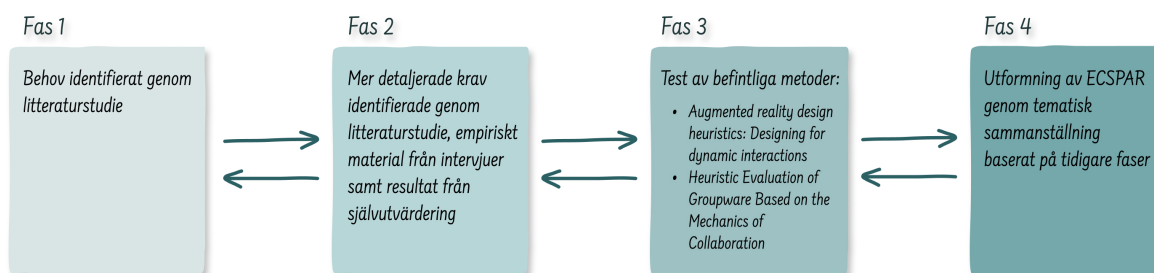 Fas 1
Behov identifierat genom
litteraturstudie
Fas 2
Mer detaljerade krav
identifierade genom
litteraturstudie, empiriskt
material från intervjuer
samt resultat från
självutvärdering
Fas 3
Test av befintliga metoder:
• Augmented reality design
heuristics: Designing for
dynamic interactions
• Heuristic Evaluation of
Groupware Based on the
Mechanics of
Collaboration
Fas 4
Utformning av ECSPAR
genom tematisk
sammanställning
baserat på tidigare faser